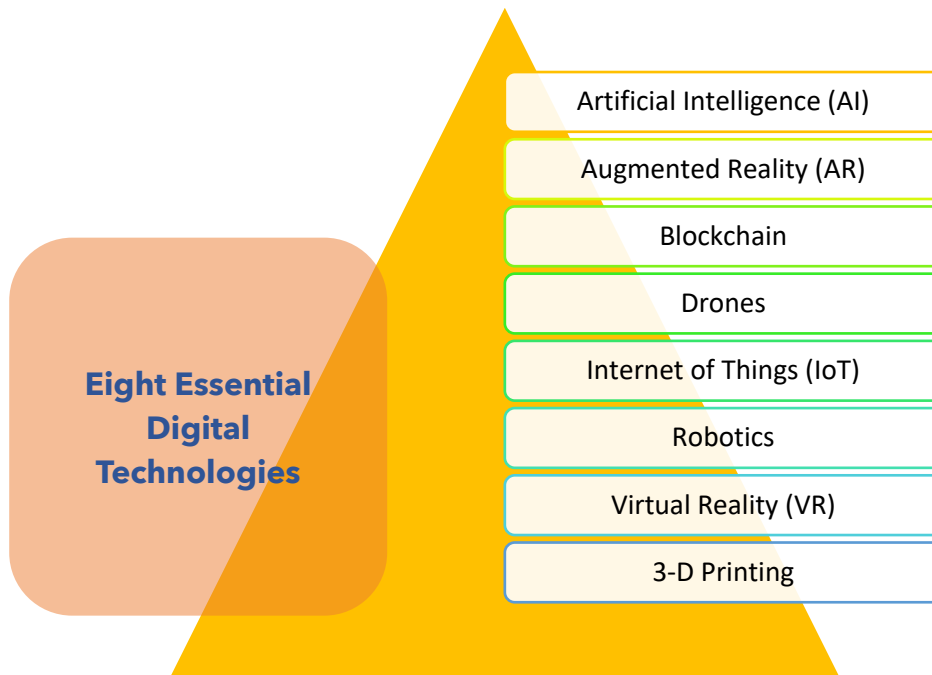 Artificial Intelligence (AI)
Augmented Reality (AR)
Blockchain
Drones
Internet of Things (IoT)
Robotics
Virtual Reality (VR)
3-D Printing
Eight Essential
Digital
Technologies